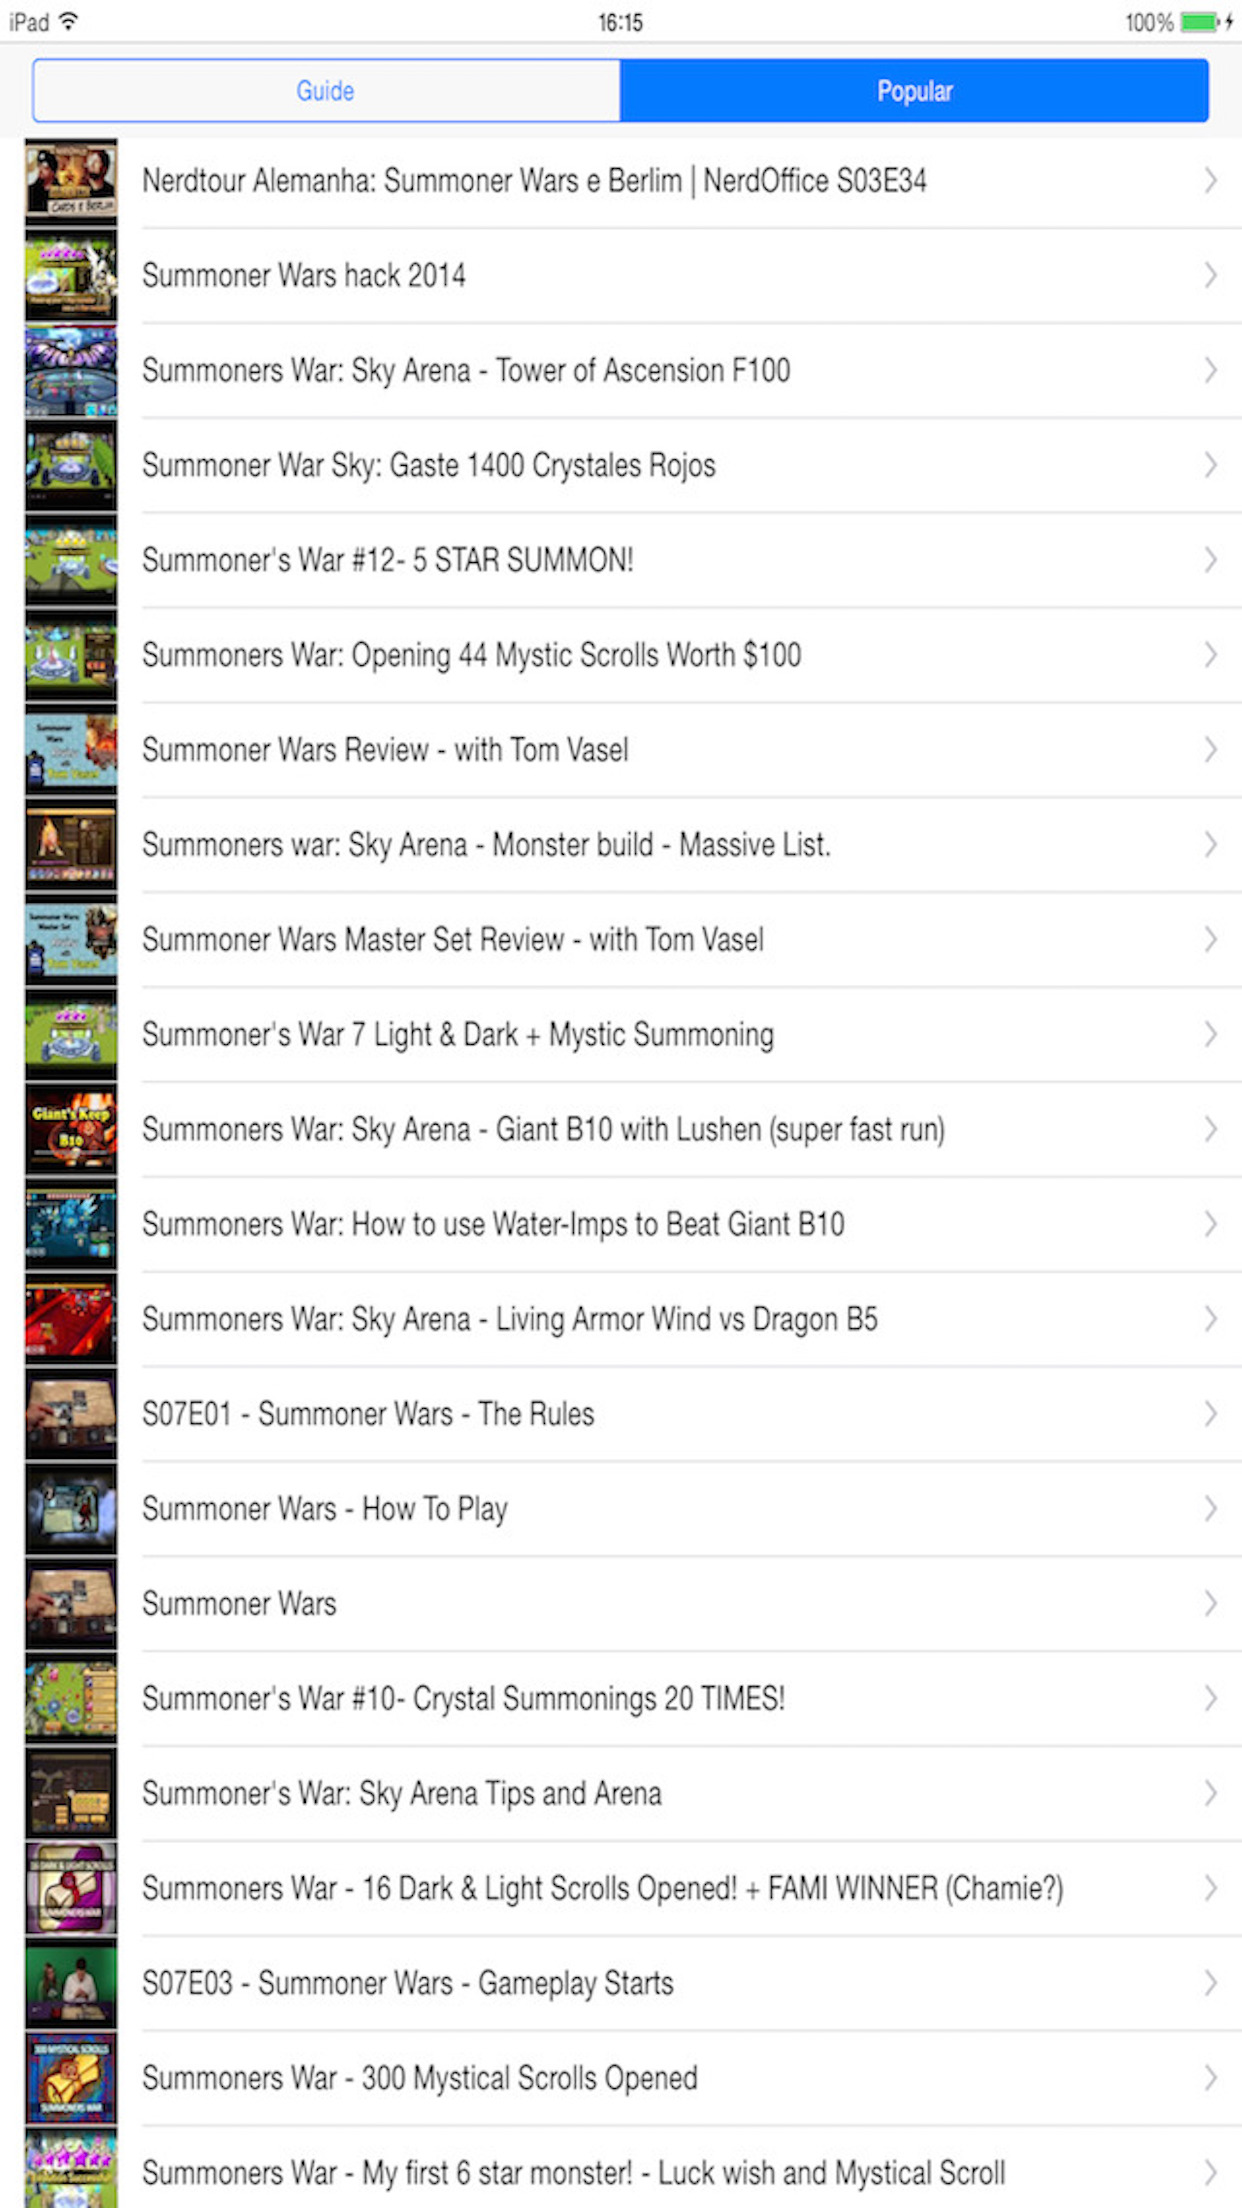 iPad 16:15 100%
Guide Popular
Nerdtour Alemanha: Summoner Wars e Berlim | NerdOffice S03E34
Summoner Wars hack 2014
Summoners War: Sky Arena - Tower of Ascension F100
Summoner War Sky: Gaste 1400 Crystales Rojos
Summoner's War #12- 5 STAR SUMMON!
Summoners War: Opening 44 Mystic Scrolls Worth $100
Summoner Wars Review - with Tom Vasel
Summoners war: Sky Arena - Monster build - Massive List.
Summoner Wars Master Set Review - with Tom Vasel
Summoner's War 7 Light & Dark + Mystic Summoning
Giant's Keep
B10
Summoners War: Sky Arena - Giant B10 with Lushen (super fast run)
Summoners War: How to use Water-Imps to Beat Giant B10
Summoners War: Sky Arena - Living Armor Wind vs Dragon B5
S07E01 - Summoner Wars - The Rules
Summoner Wars - How To Play
Summoner Wars
Summoner's War #10- Crystal Summonings 20 TIMES!
Summoner's War: Sky Arena Tips and Arena
Summoners War - 16 Dark & Light Scrolls Opened! + FAMI WINNER (Chamie?)
S07E03 - Summoner Wars - Gameplay Starts
300 MYSTICAL SCROLLS
SUMMONERS WAR
Summoners War - 300 Mystical Scrolls Opened
Summoners War - My first 6 star monster! - Luck wish and Mystical Scroll